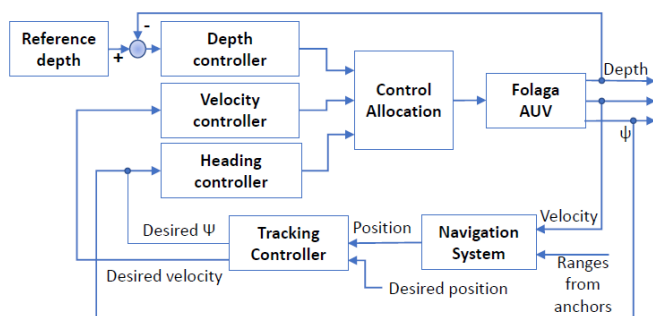 Reference
depth
-
+
Depth
controller
Velocity
controller
Heading
controller
Control
Allocation
Folaga
AUV
Depth
ψ
Desired Ψ
Tracking
Controller
Position
Navigation
System
Velocity
Desired velocity
Desired position
Ranges
from
anchors